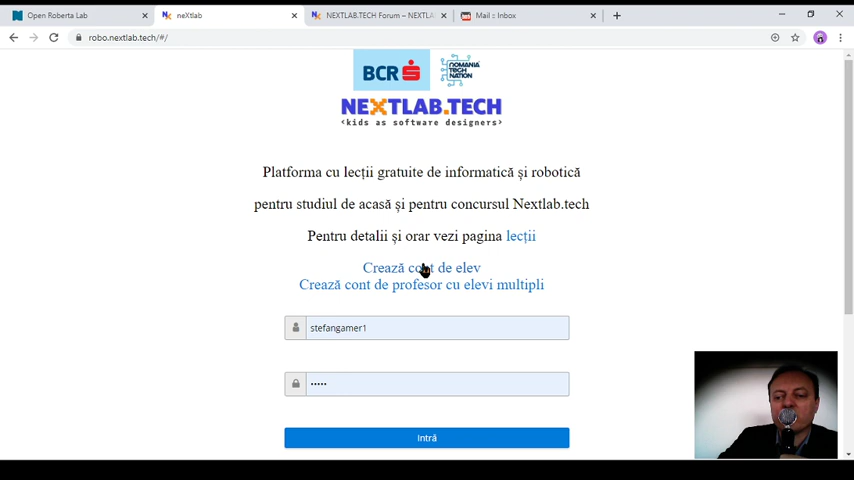 Open Roberta Lab
neXtlab
NEXTLAB.TECH Forum – NEXTLA
Mail :: Inbox
robo.nextlab.tech/#/
BCR
ROMANIA
TECH
NATION
NEXTLAB.TECH
<kids as software designers>
Platforma cu lecții gratuite de informatică și robotică
pentru studiul de acasă și pentru concursul Nextlab.tech
Pentru detalii și orar vezi pagina lecții
Crează cont de elev
Crează cont de profesor cu elevi multipli
stefangamer1
•••••
Intră